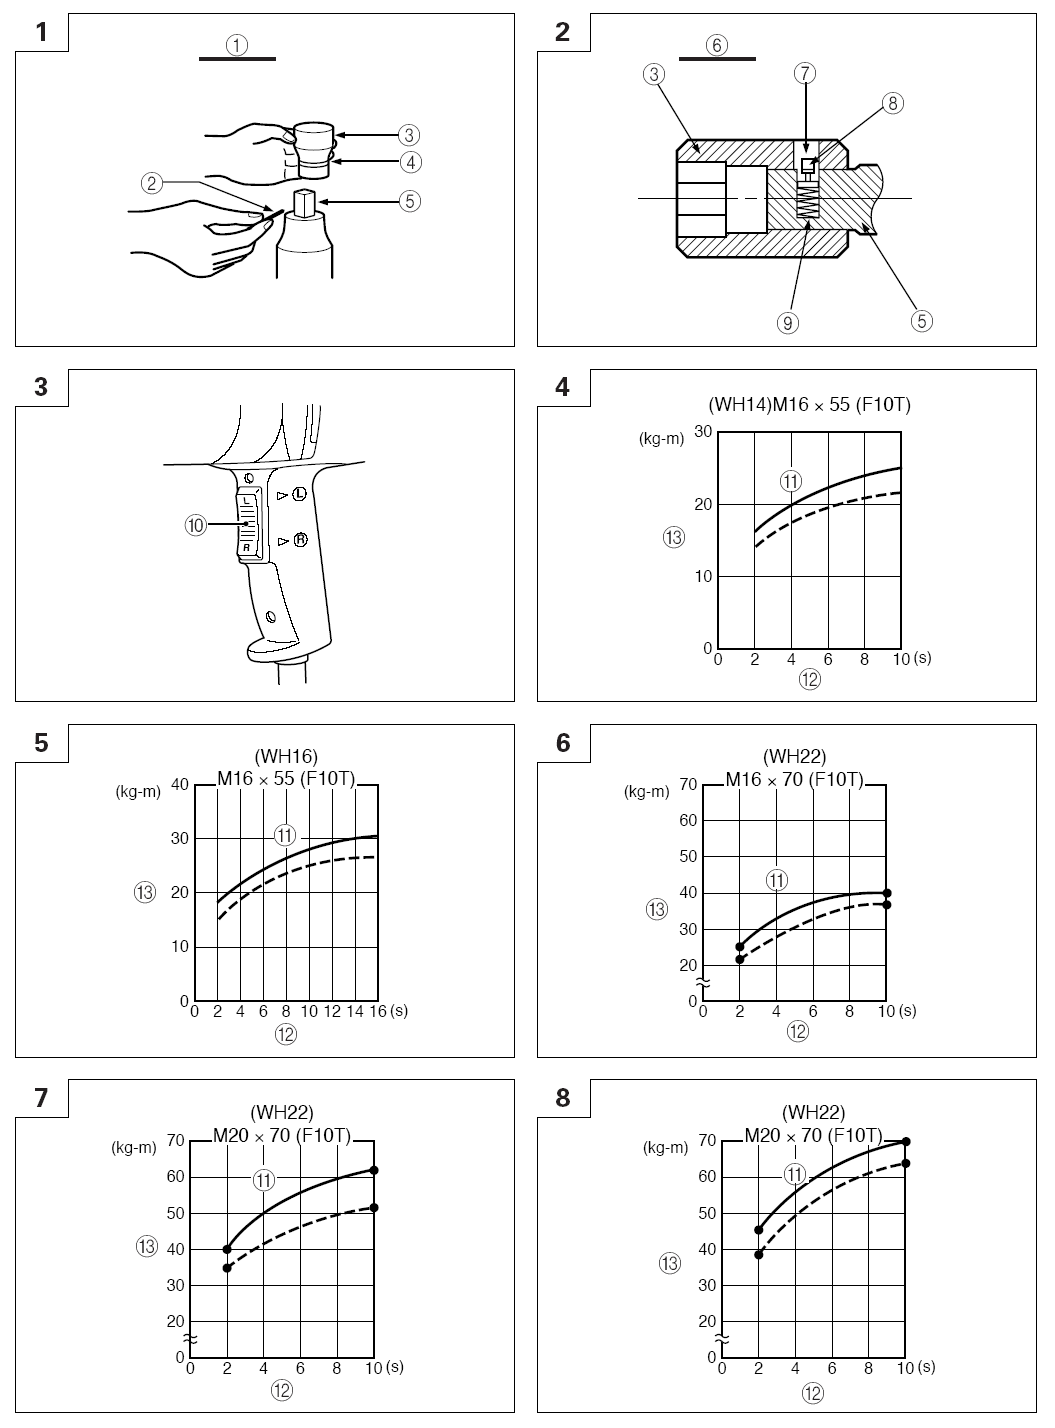 1
①
②
③
④
⑤
2
⑥
③
⑦
⑧
⑨
⑤
3
⑩
L
R
L
R
4
(WH14)M16 × 55 (F10T)
(kg-m)
30
20
10
0
⑪
⑬
0 2 4 6 8 10 (s)
⑫
5
(WH16)
M16 × 55 (F10T)
(kg-m)
40
30
20
10
0
⑪
⑬
0 2 4 6 8 10 12 14 16 (s)
⑫
6
(WH22)
M16 × 70 (F10T)
(kg-m)
70
60
50
40
30
20
0
⑪
⑬
0 2 4 6 8 10 (s)
⑫
7
(WH22)
M20 × 70 (F10T)
(kg-m)
70
60
50
40
30
20
0
⑪
⑬
0 2 4 6 8 10 (s)
⑫
8
(WH22)
M20 × 70 (F10T)
(kg-m)
70
60
50
40
30
20
0
⑪
⑬
0 2 4 6 8 10 (s)
⑫